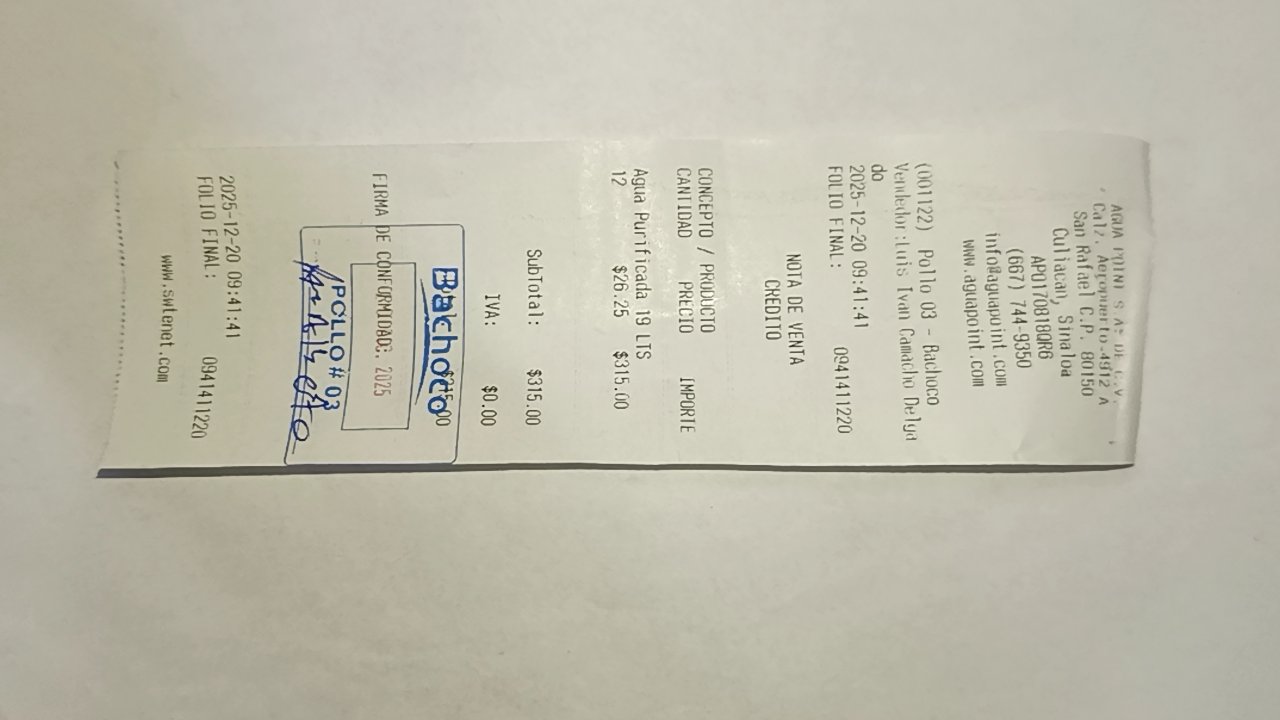 AGUA POINT S.A. DE C.V.
Calz. Aeropuerto-4912 A
San Rafael C.P. 80150
Culiacan, Sinaloa
APO170818QR6
(667) 744-9350
info@aguapoint.com
www.aguapoint.com
(001122) Pollo 03 - Bachoco
Vendedor:Luis Ivan Camacho Delga
do
2025-12-20 09:41:41
FOLIO FINAL: 0941411220
NOTA DE VENTA
CREDITO
CONCEPTO / PRODUCTO
CANTIDAD PRECIO IMPORTE
Agua Purificada 19 LTS
12 $26.25 $315.00
SubTotal: $315.00
IVA: $0.00
$315.00
Bachoco
FIRMA DE CONFORMIDAD:
2025
POLLO # 03
2025-12-20 09:41:41
FOLIO FINAL: 0941411220
www.swtenet.com